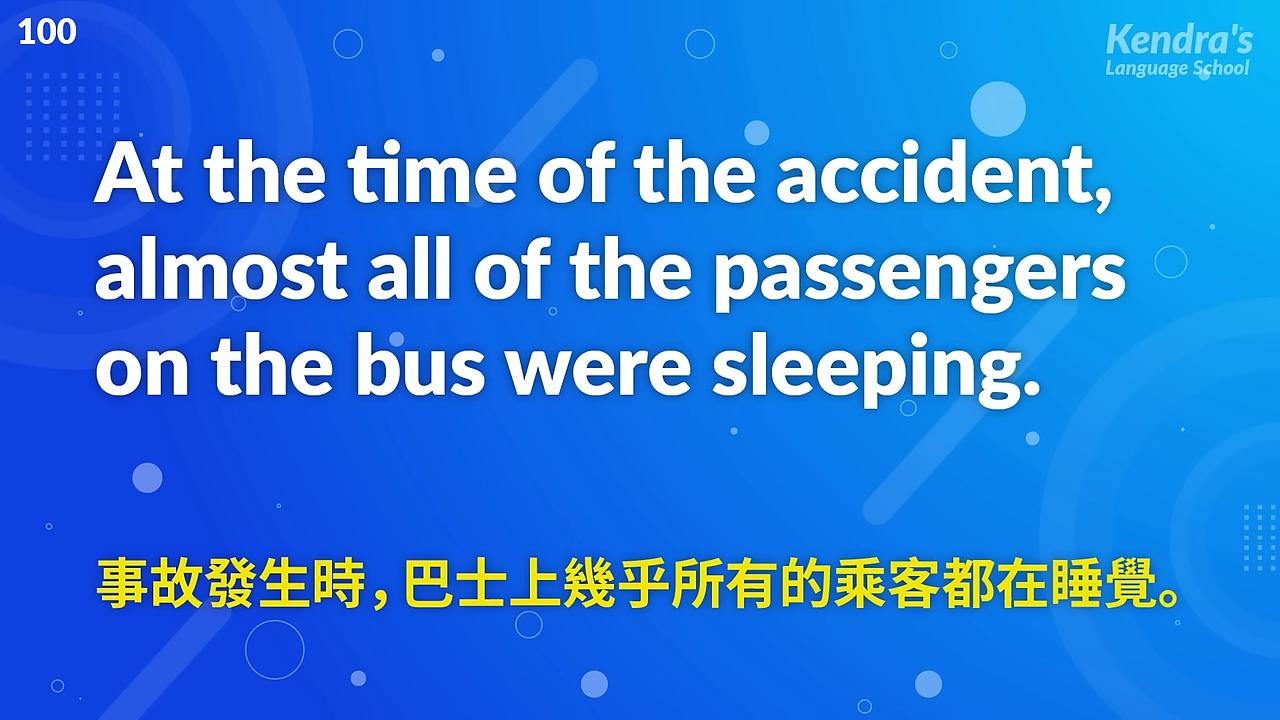 100
Kendra's
Language School
At the time of the accident,
almost all of the passengers
on the bus were sleeping.
事故發生時，巴士上幾乎所有的乘客都在睡覺。